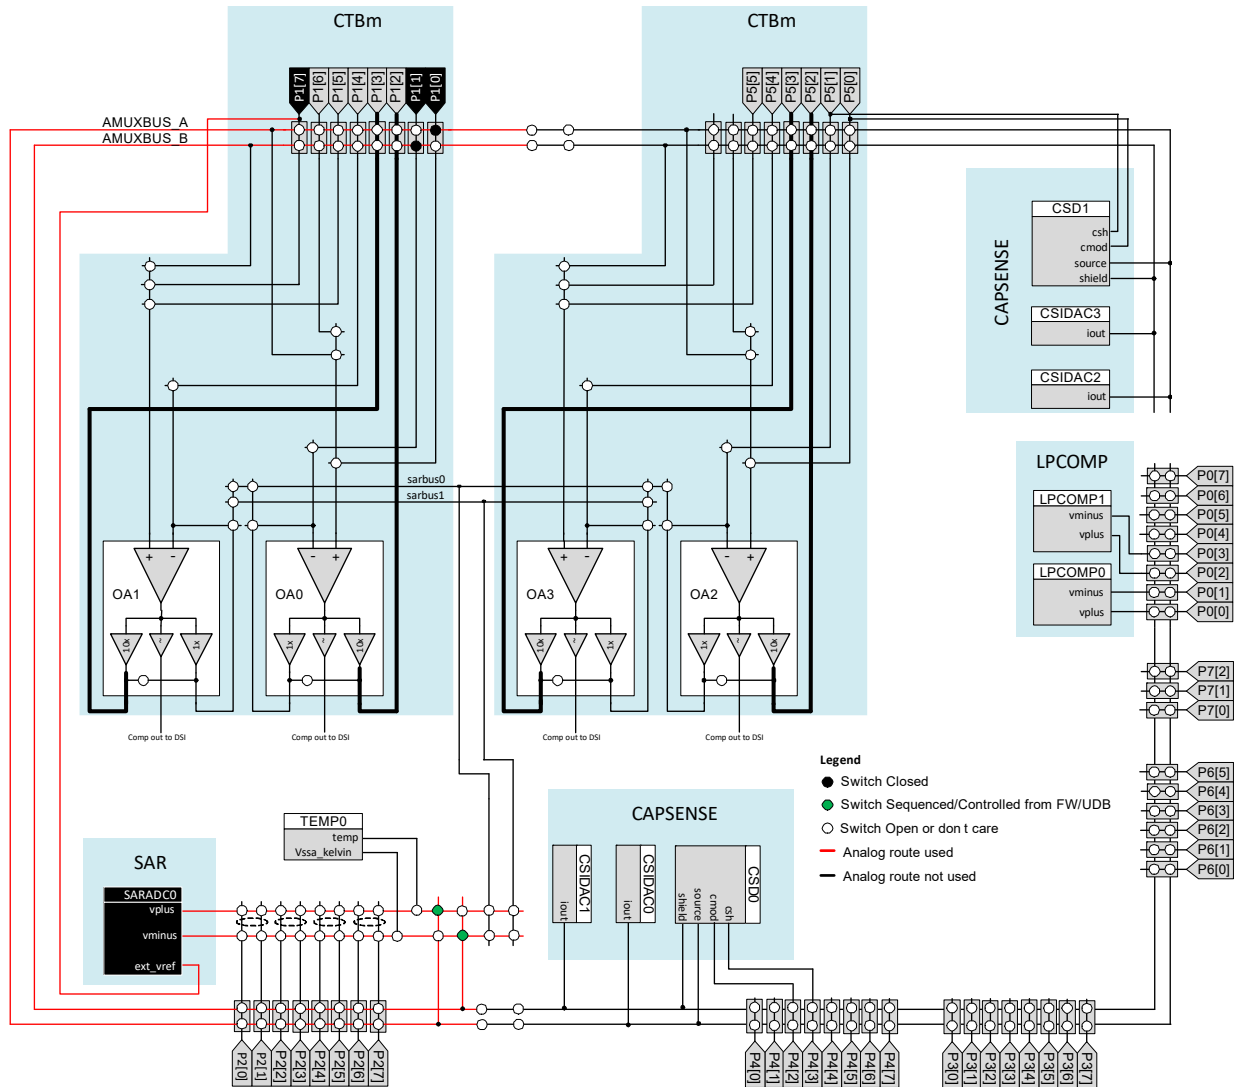 CTBm
CTBm
P1[7]
P1[6]
P1[5]
P1[4]
P1[3]
P1[2]
P1[1]
P1[0]
P5[5]
P5[4]
P5[3]
P5[2]
P5[1]
P5[0]
AMUXBUS_A
AMUXBUS_B
CAPSENSE
CSD1
csh
cmod
source
shield
CSIDAC3
iout
CSIDAC2
iout
sarbus0
sarbus1
+
-
OA1
10x
~
1x
-
+
OA0
1x
~
10x
+
-
OA3
10x
~
1x
-
+
OA2
1x
~
10x
Comp out to DSI
Comp out to DSI
Comp out to DSI
Comp out to DSI
LPCOMP
LPCOMP1
vminus
vplus
LPCOMP0
vminus
vplus
P0[7]
P0[6]
P0[5]
P0[4]
P0[3]
P0[2]
P0[1]
P0[0]
P7[2]
P7[1]
P7[0]
P6[5]
P6[4]
P6[3]
P6[2]
P6[1]
P6[0]
Legend
Switch Closed
Switch Sequenced/Controlled from FW/UDB
Switch Open or don t care
Analog route used
Analog route not used
TEMP0
temp
Vssa_kelvin
SAR
SARADC0
vplus
vminus
ext_vref
CAPSENSE
CSIDAC1
iout
CSIDAC0
iout
CSD0
shield
source
cmod
csh
P2[0]
P2[1]
P2[2]
P2[3]
P2[4]
P2[5]
P2[6]
P2[7]
P4[0]
P4[1]
P4[2]
P4[3]
P4[4]
P4[5]
P4[6]
P4[7]
P3[0]
P3[1]
P3[2]
P3[3]
P3[4]
P3[5]
P3[6]
P3[7]